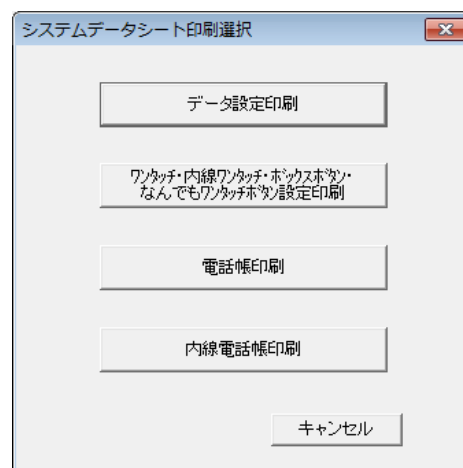 システムデータシート印刷選択
データ設定印刷
ワンタッチ・内線ワンタッチ・ボックスボタン・
なんでもワンタッチボタン設定印刷
電話帳印刷
内線電話帳印刷
キャンセル